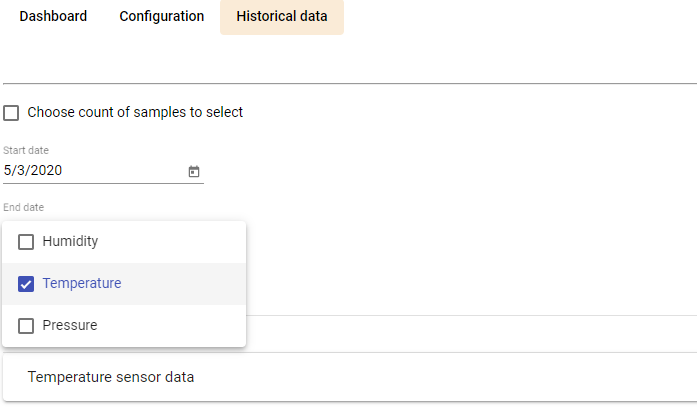 Dashboard Configuration Historical data
Choose count of samples to select
Start date
5/3/2020
End date
Humidity
Temperature
Pressure
Temperature sensor data